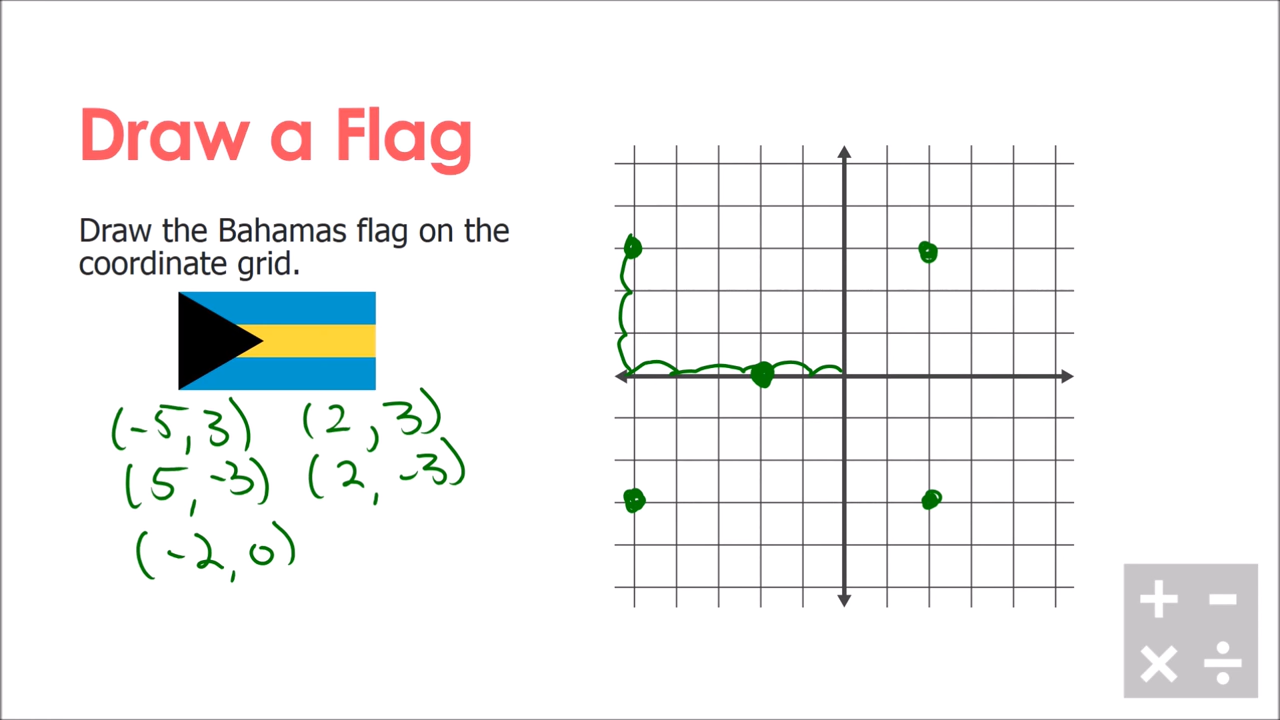 Draw a Flag
Draw the Bahamas flag on the
coordinate grid.
(-5, 3) (2, 3)
(5, -3) (2, -3)
(-2, 0)
+ -
× ÷